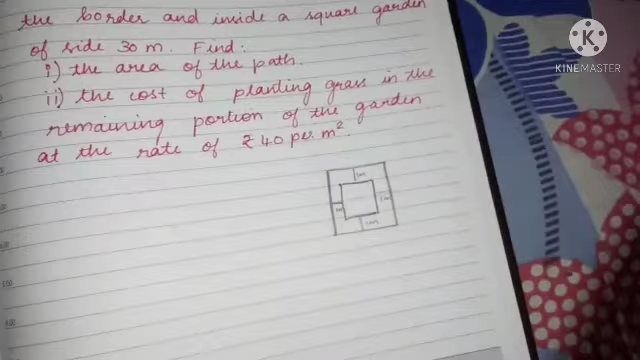 the border and inside a square garden
of side 30 m. Find:
i) the area of the path.
ii) the cost of planting grass in the
remaining portion of the garden
at the rate of ₹ 40 per m².
K
KINEMASTER